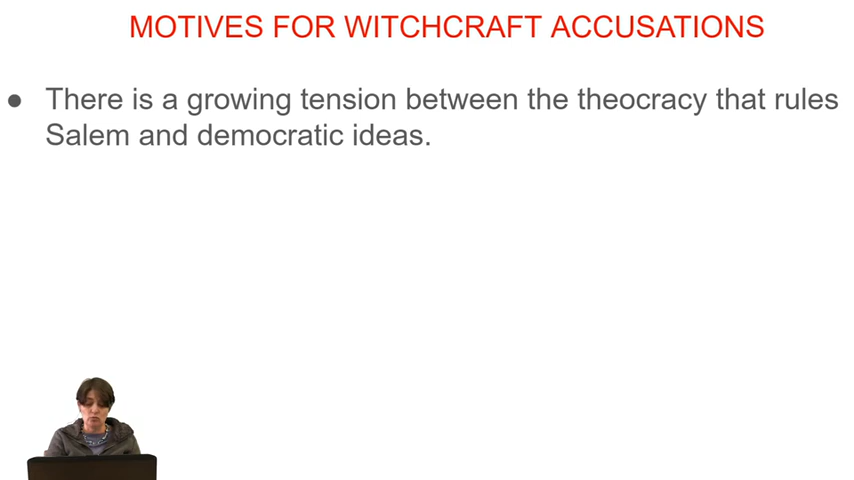 MOTIVES FOR WITCHCRAFT ACCUSATIONS
● There is a growing tension between the theocracy that rules
Salem and democratic ideas.